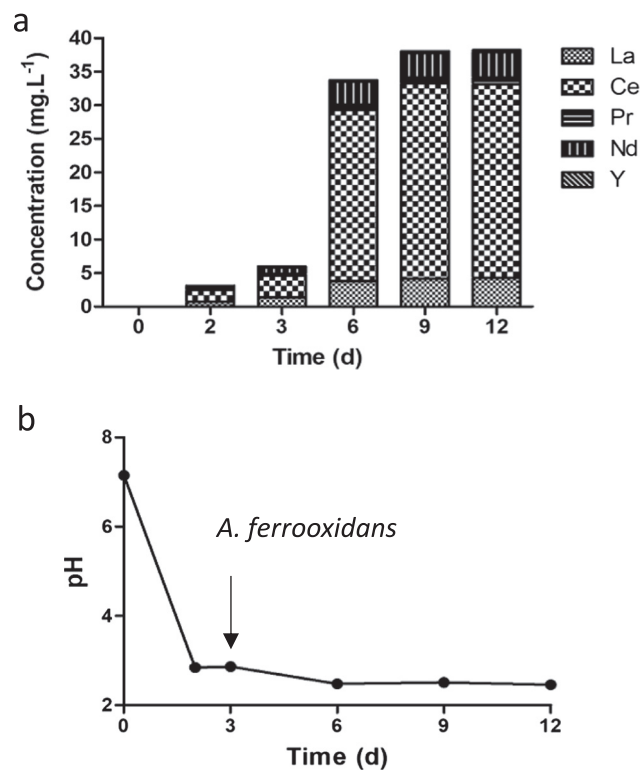 a
Concentration (mg.L⁻¹)
40
35
30
25
20
15
10
5
0
0 2 3 6 9 12
Time (d)
La
Ce
Pr
Nd
Y
b
pH
8
6
4
2
A. ferrooxidans
0 3 6 9 12
Time (d)